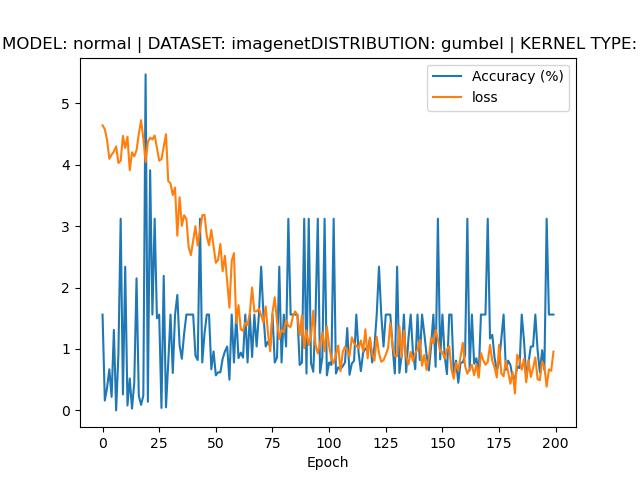 MODEL: normal | DATASET: imagenetDISTRIBUTION: gumbel | KERNEL TYPE:
Accuracy (%)
loss
5
4
3
2
1
0
0 25 50 75 100 125 150 175 200
Epoch